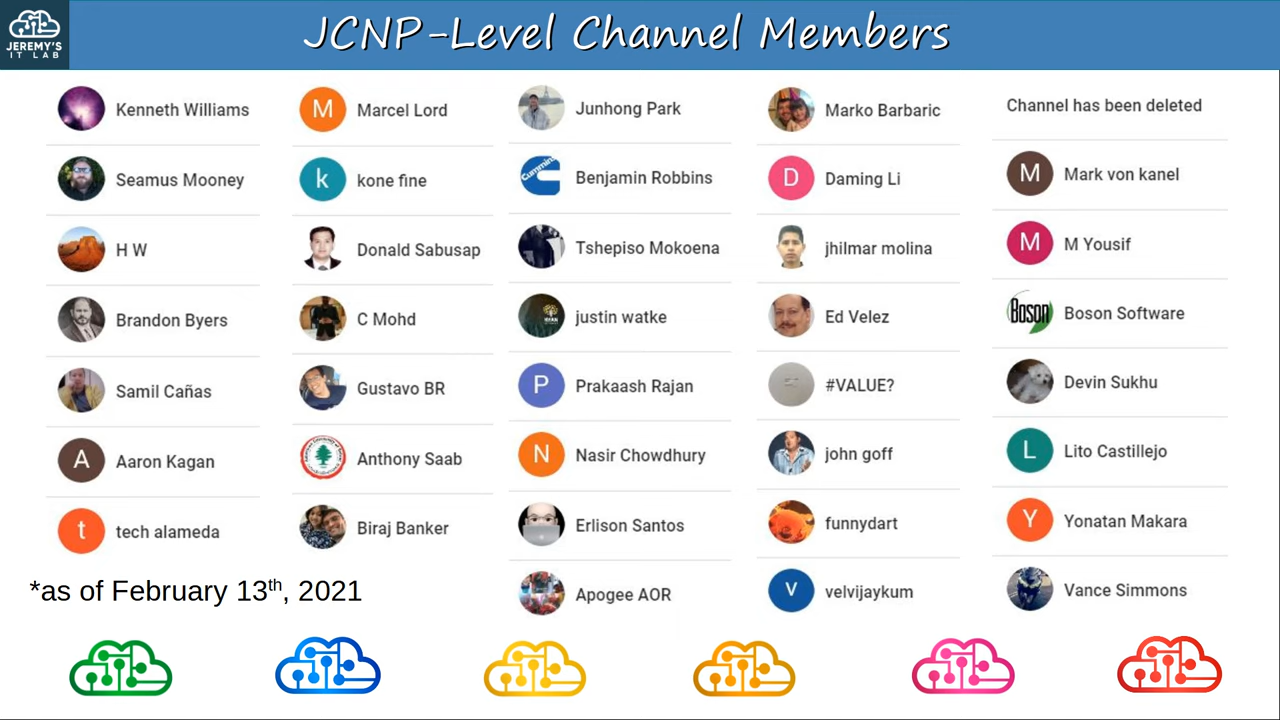 JEREMY'S
IT LAB
JCNP-Level Channel Members
Kenneth Williams
Seamus Mooney
H W
Brandon Byers
Samil Cañas
A
Aaron Kagan
t
tech alameda
M
Marcel Lord
k
kone fine
Donald Sabusap
C Mohd
Gustavo BR
Anthony Saab
Biraj Banker
Junhong Park
Cummins
Benjamin Robbins
Tshepiso Mokoena
justin watke
P
Prakaash Rajan
N
Nasir Chowdhury
Erlison Santos
Apogee AOR
Marko Barbaric
D
Daming Li
jhilmar molina
Ed Velez
#VALUE?
john goff
funnydart
v
velvijaykum
Channel has been deleted
M
Mark von kanel
M
M Yousif
Boson
Boson Software
Devin Sukhu
L
Lito Castillejo
Y
Yonatan Makara
Vance Simmons
*as of February 13th, 2021